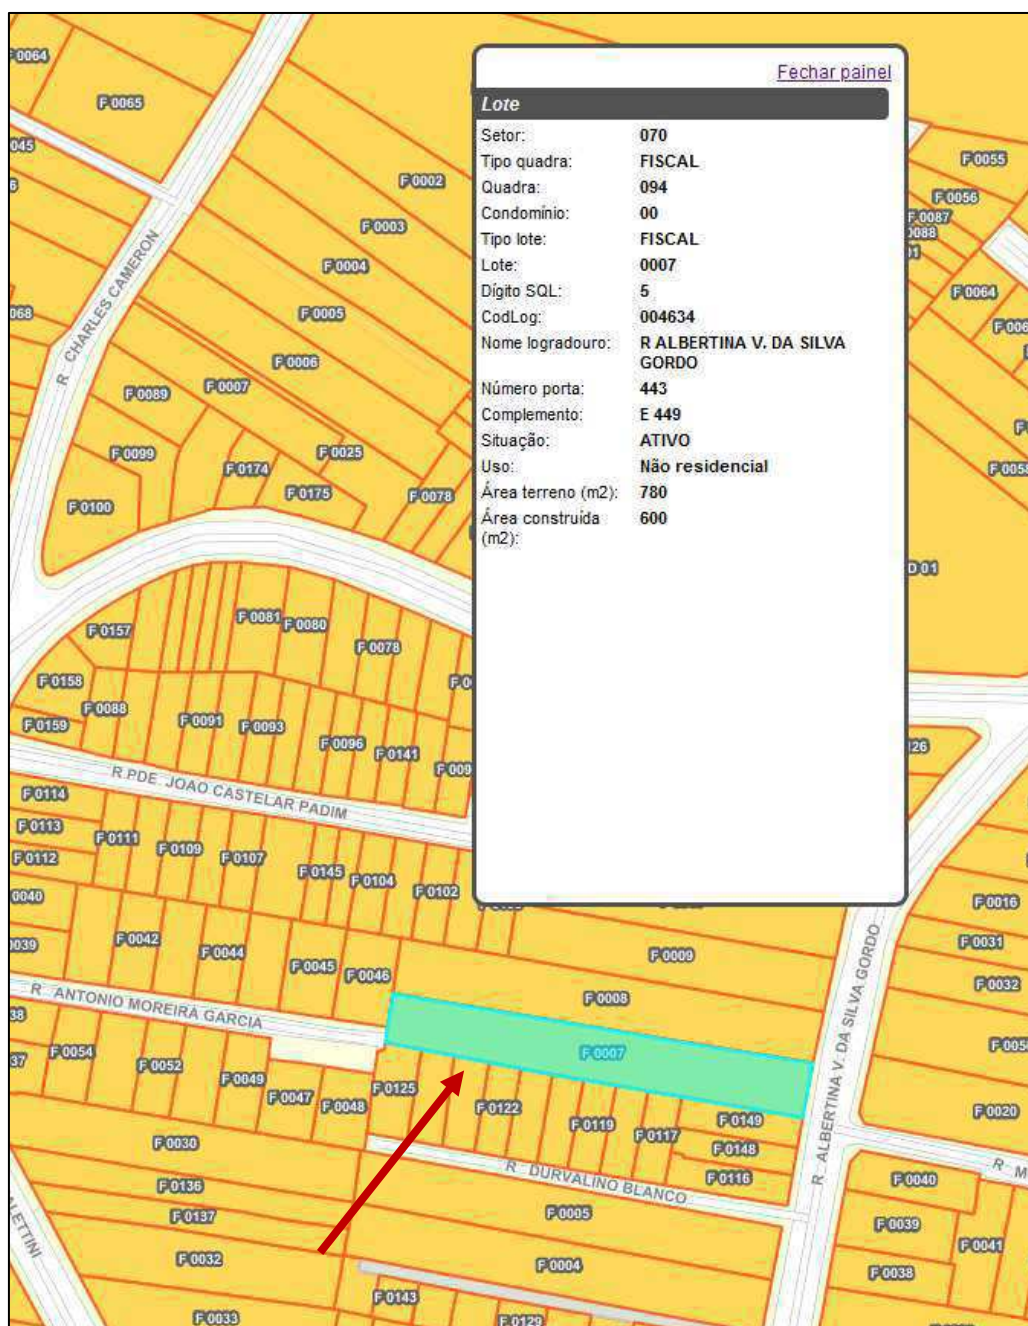 Fechar painel
Lote
Setor: 070
Tipo quadra: FISCAL
Quadra: 094
Condomínio: 00
Tipo lote: FISCAL
Lote: 0007
Dígito SQL: 5
CodLog: 004634
Nome logradouro: R ALBERTINA V. DA SILVA
GORDO
Número porta: 443
Complemento: E 449
Situação: ATIVO
Uso: Não residencial
Área terreno (m2): 780
Área construída 600
(m2):
F 0064
F 0065
F 0002
F 0003
F 0004
F 0005
F 0006
F 0007
F 0089
F 0099
F 0100
F 0174
F 0025
F 0175
F 0078
R CHARLES CAMERON
F 0055
F 0056
F 0087
F 0064
F 0081
F 0080
F 0078
F 0157
F 0158
F 0088
F 0159
F 0091
F 0093
F 0096
F 0141
R PDE. JOAO CASTELAR PADIM
F 0114
F 0113
F 0112
F 0111
F 0109
F 0107
F 0145
F 0104
F 0102
F 0042
F 0044
F 0045
F 0046
F 0009
F 0008
F 0007
F 0016
F 0031
F 0032
R ANTONIO MOREIRA GARCIA
F 0054
F 0052
F 0049
F 0047
F 0048
F 0125
F 0122
F 0119
F 0117
F 0149
F 0148
F 0116
F 0020
R ALBERTINA V. DA SILVA GORDO
R DURVALINO BLANCO
F 0030
F 0136
F 0137
F 0032
F 0033
F 0005
F 0004
F 0143
F 0129
F 0040
F 0039
F 0041
F 0038